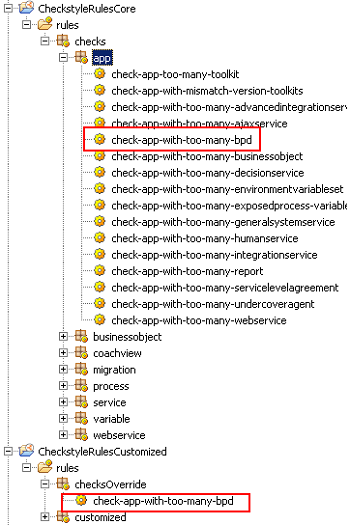 CheckstyleRulesCore
rules
checks
app
check-app-too-many-toolkit
check-app-with-mismatch-version-toolkits
check-app-with-too-many-advancedintegrationserv
check-app-with-too-many-ajaxservice
check-app-with-too-many-bpd
check-app-with-too-many-businessobject
check-app-with-too-many-decisionservice
check-app-with-too-many-environmentvariableset
check-app-with-too-many-exposedprocess-variable
check-app-with-too-many-generalsystemservice
check-app-with-too-many-humanservice
check-app-with-too-many-integrationservice
check-app-with-too-many-report
check-app-with-too-many-servicelevelagreement
check-app-with-too-many-undercoveragent
check-app-with-too-many-webservice
businessobject
coachview
migration
process
service
variable
webservice
CheckstyleRulesCustomized
rules
checksOverride
check-app-with-too-many-bpd
customized